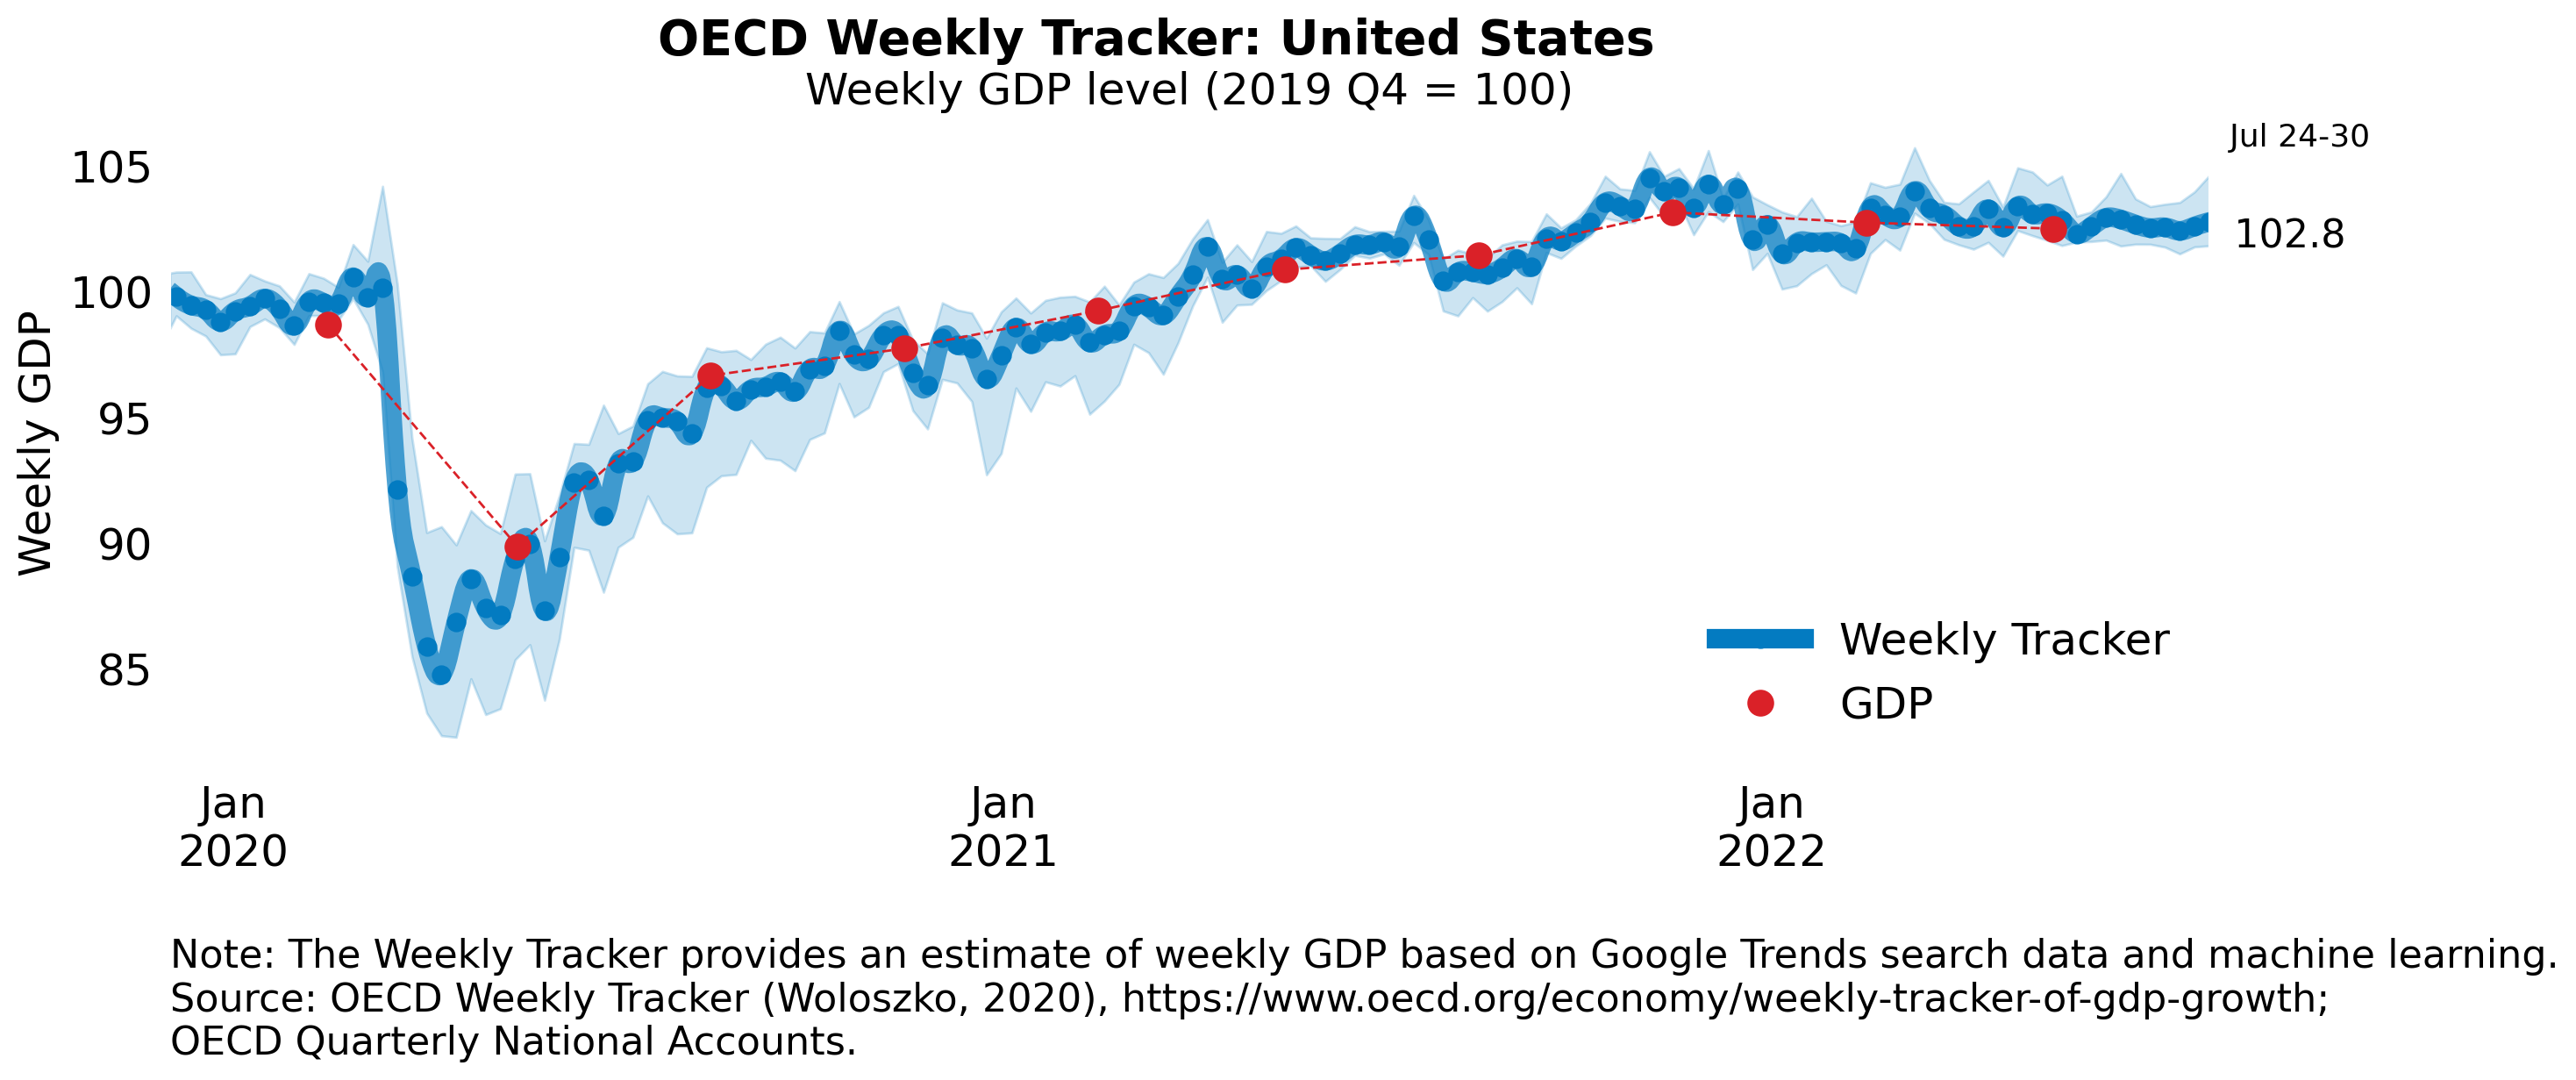 OECD Weekly Tracker: United States
Weekly GDP level (2019 Q4 = 100)
Jul 24-30
102.8
Weekly GDP
105
100
95
90
85
Weekly Tracker
GDP
Jan
2020
Jan
2021
Jan
2022
Note: The Weekly Tracker provides an estimate of weekly GDP based on Google Trends search data and machine learning.
Source: OECD Weekly Tracker (Woloszko, 2020), https://www.oecd.org/economy/weekly-tracker-of-gdp-growth;
OECD Quarterly National Accounts.